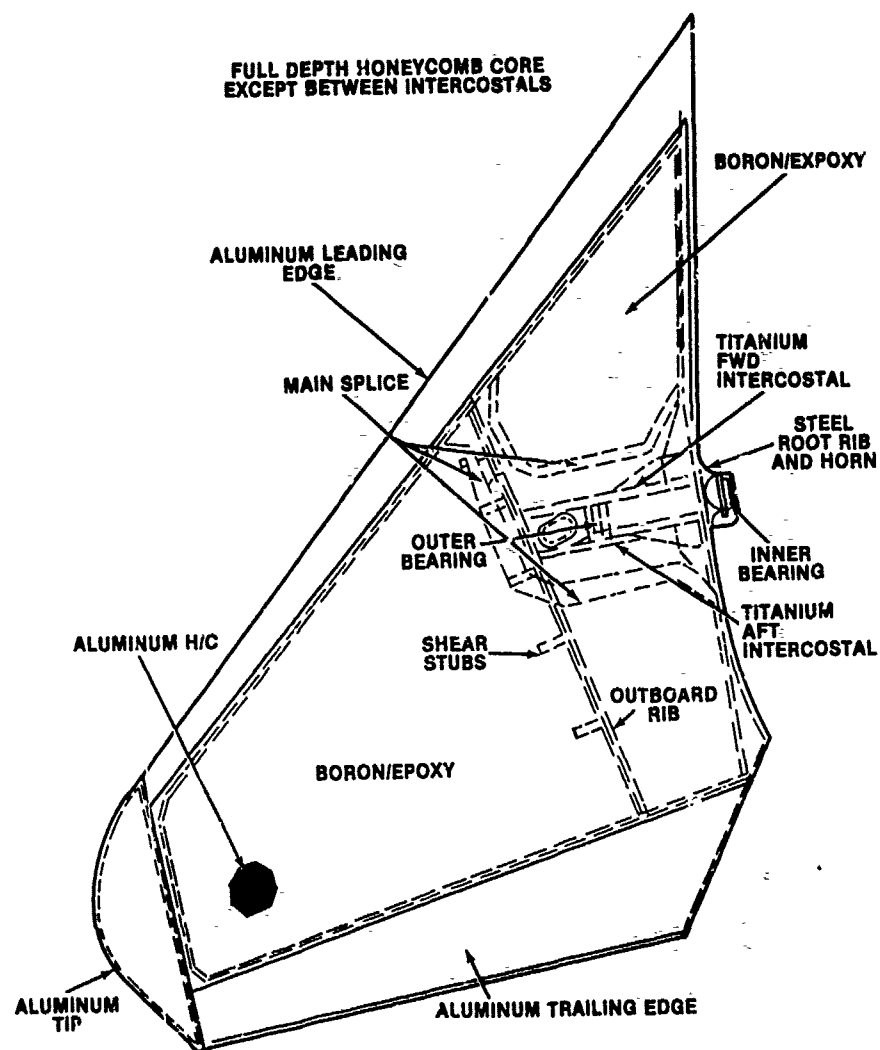 FULL DEPTH HONEYCOMB CORE
EXCEPT BETWEEN INTERCOSTALS
BORON/EXPOXY
ALUMINUM LEADING
EDGE
TITANIUM
FWD
INTERCOSTAL
MAIN SPLICE
STEEL
ROOT RIB
AND HORN
OUTER
BEARING
INNER
BEARING
TITANIUM
AFT
INTERCOSTAL
ALUMINUM H/C
SHEAR
STUBS
OUTBOARD
RIB
BORON/EPOXY
ALUMINUM
TIP
ALUMINUM TRAILING EDGE